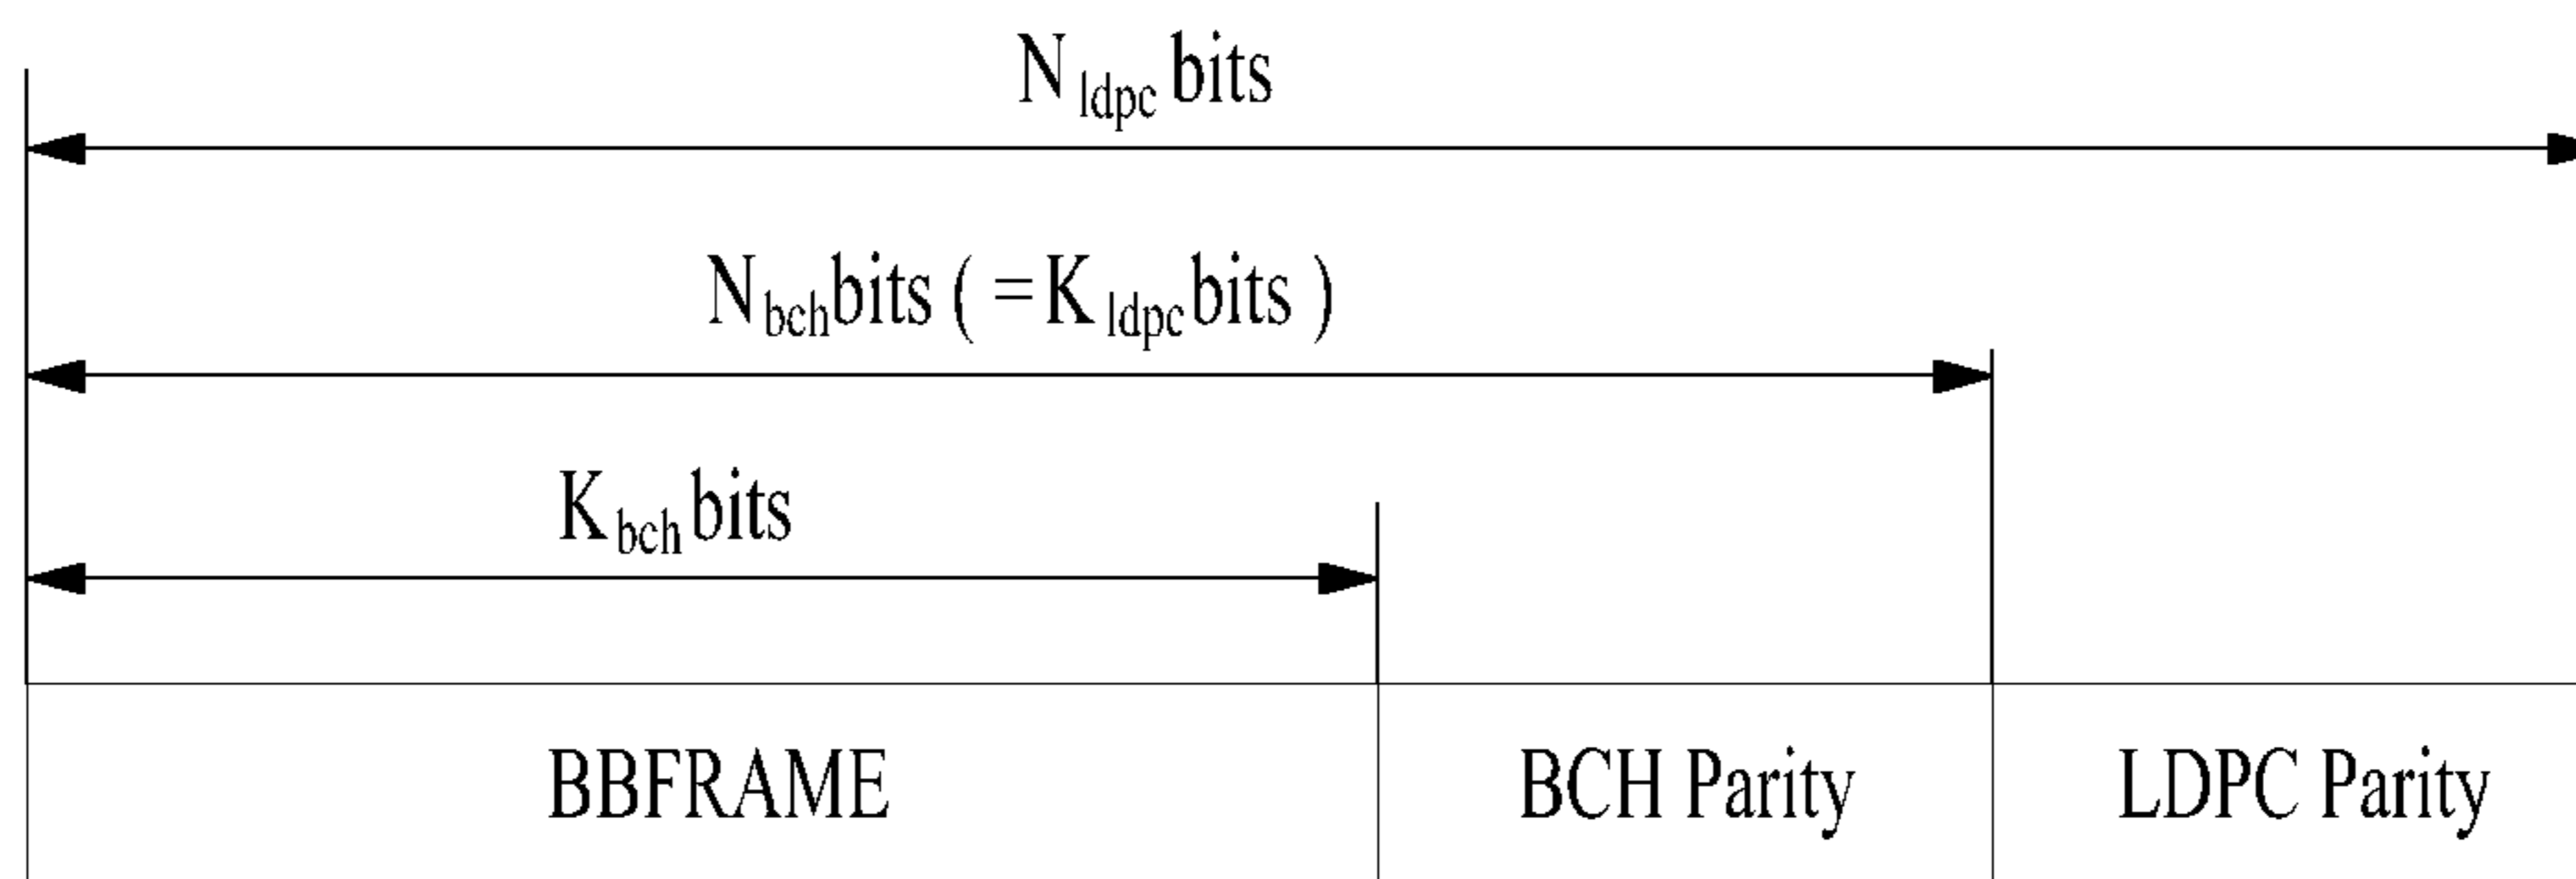 N ldpc bits
N bch bits ( = K ldpc bits )
K bch bits
BBFRAME BCH Parity LDPC Parity